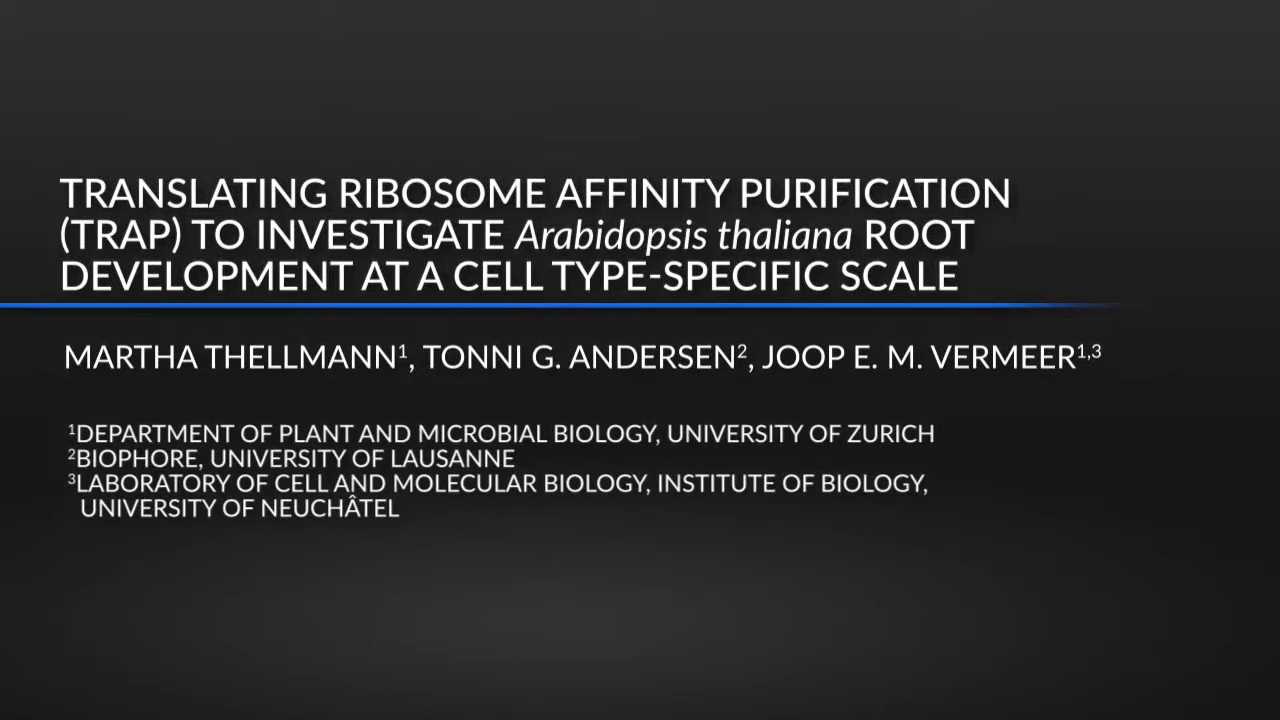 TRANSLATING RIBOSOME AFFINITY PURIFICATION
(TRAP) TO INVESTIGATE Arabidopsis thaliana ROOT
DEVELOPMENT AT A CELL TYPE-SPECIFIC SCALE
MARTHA THELLMANN¹, TONNI G. ANDERSEN², JOOP E. M. VERMEER¹,³
¹DEPARTMENT OF PLANT AND MICROBIAL BIOLOGY, UNIVERSITY OF ZURICH
²BIOPHORE, UNIVERSITY OF LAUSANNE
³LABORATORY OF CELL AND MOLECULAR BIOLOGY, INSTITUTE OF BIOLOGY,
UNIVERSITY OF NEUCHÂTEL